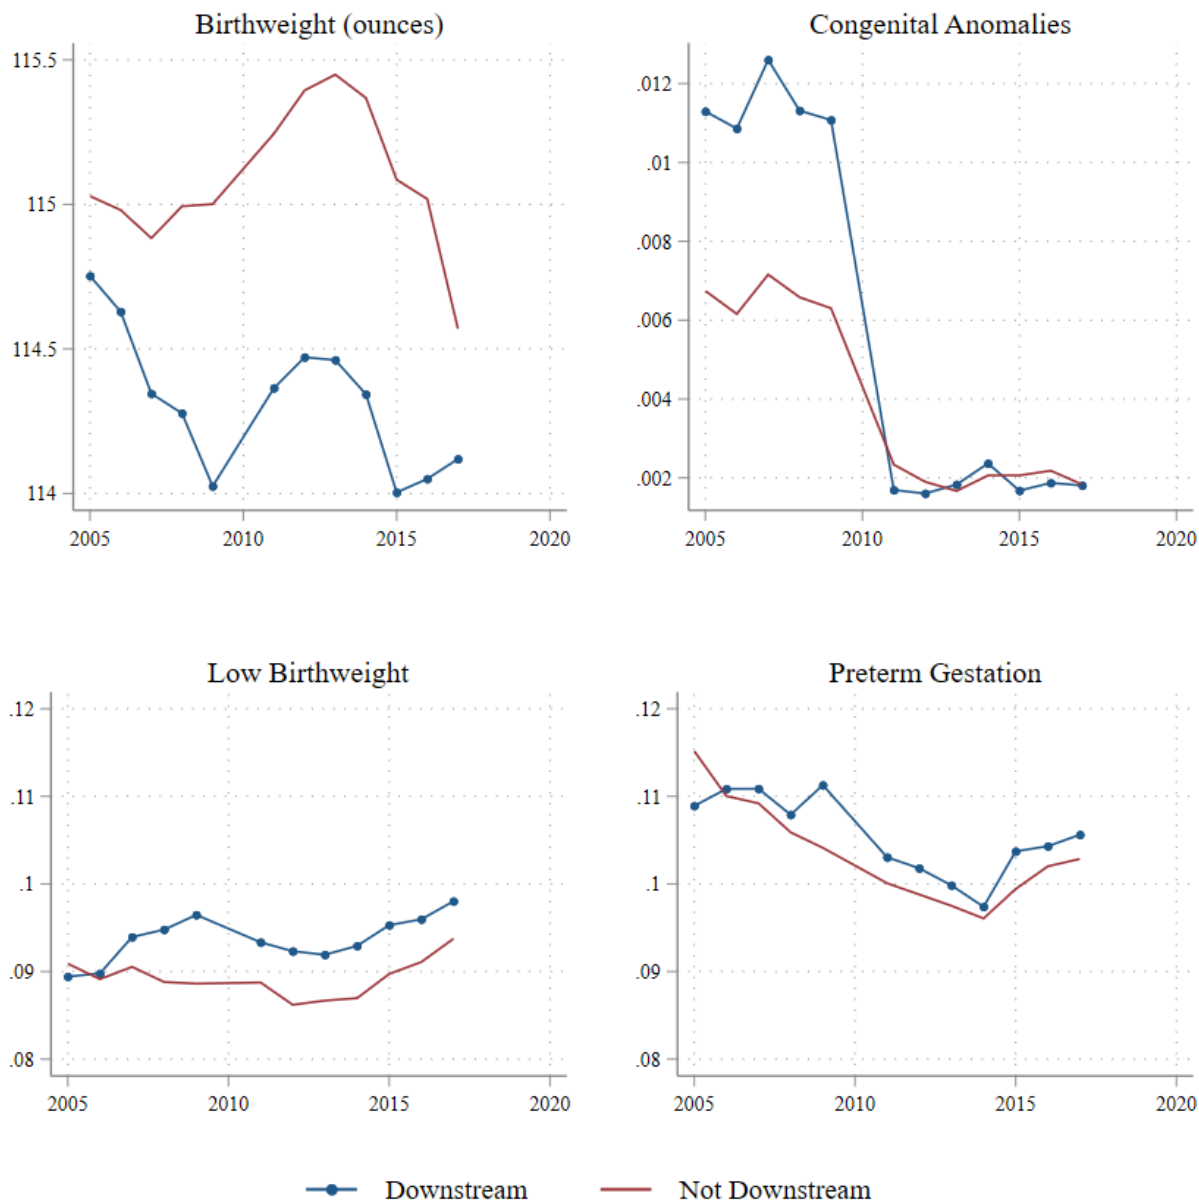 Birthweight (ounces)
115.5
115
114.5
114
2005 2010 2015 2020
Congenital Anomalies
.012
.01
.008
.006
.004
.002
2005 2010 2015 2020
Low Birthweight
.12
.11
.1
.09
.08
2005 2010 2015 2020
Preterm Gestation
.12
.11
.1
.09
.08
2005 2010 2015 2020
Downstream Not Downstream